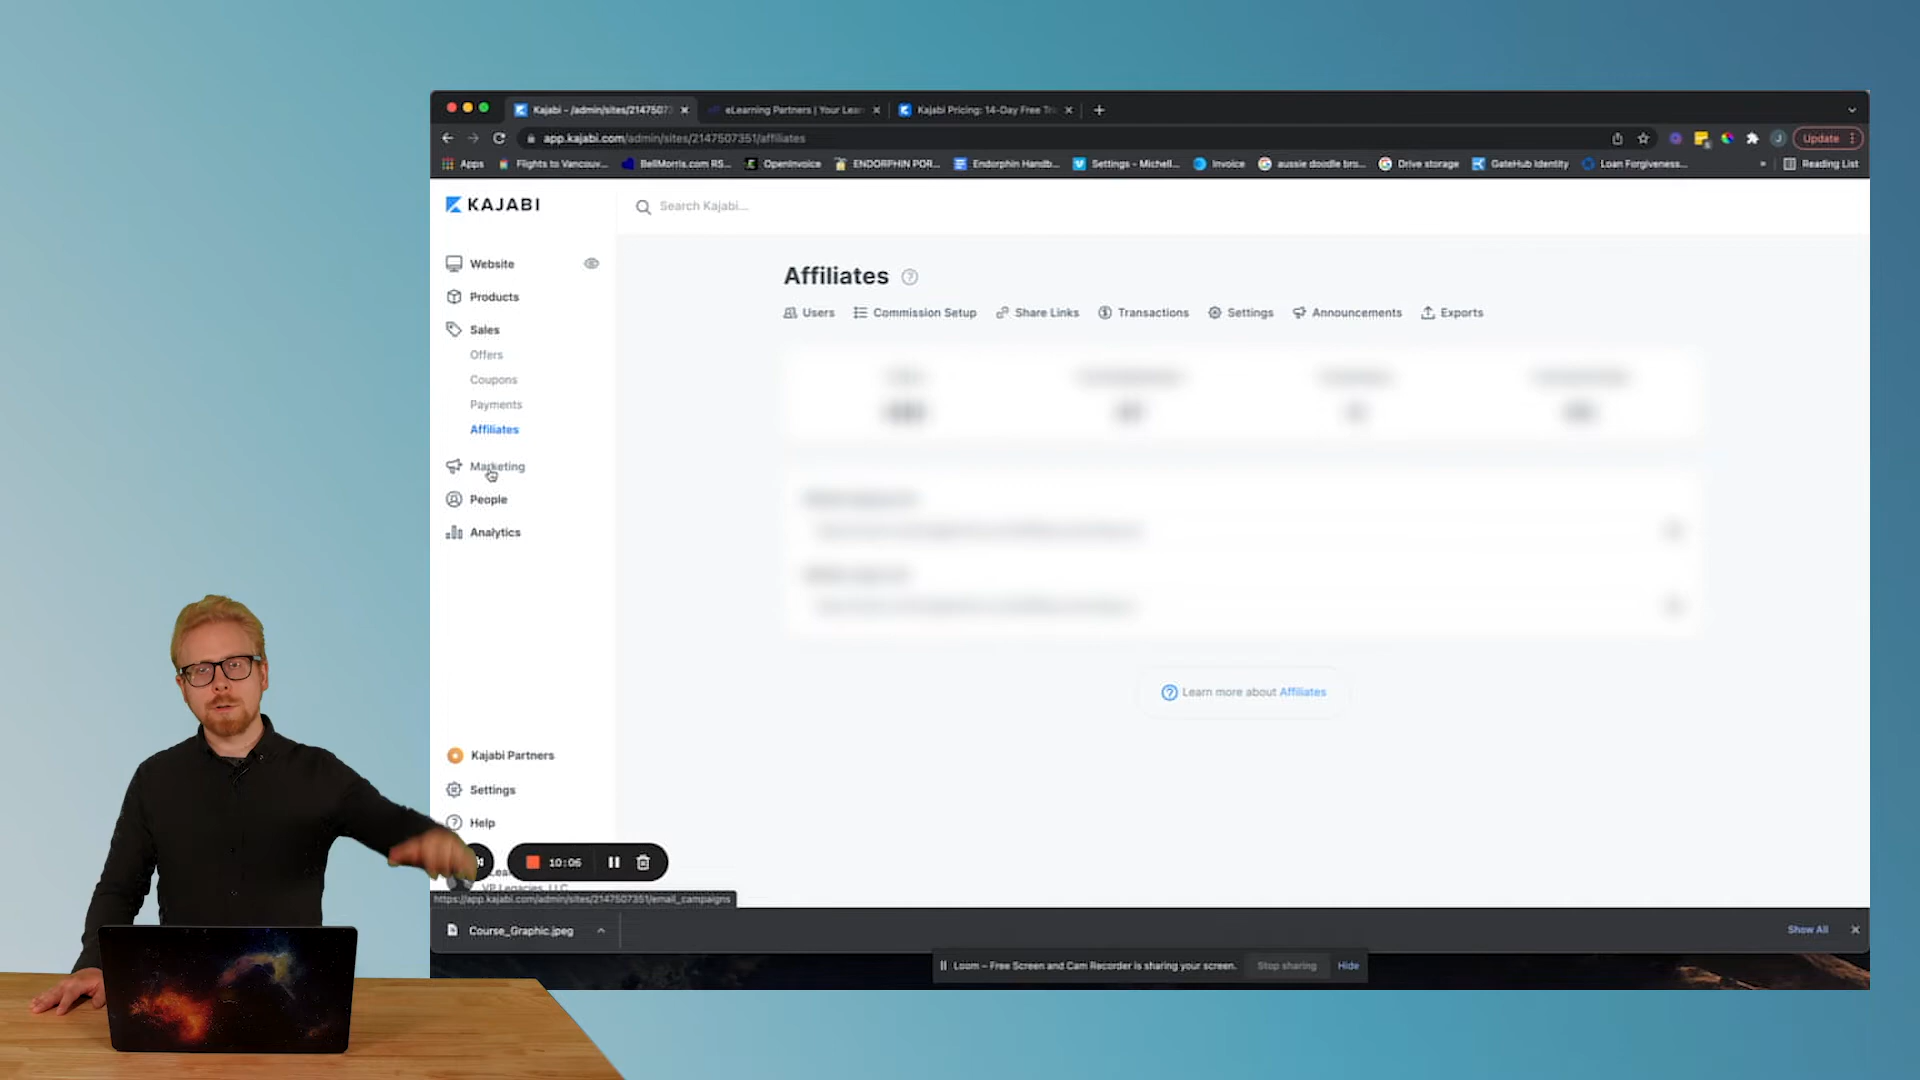 Kajabi - /admin/sites/2147507
eLearning Partners | Your Lear
Kajabi Pricing: 14-Day Free Tr
app.kajabi.com/admin/sites/2147507351/affiliates
Update
Apps
Flights to Vancouv...
BellMorris.com RS...
OpenInvoice
ENDORPHIN POR...
Endorphin Handb...
Settings - Michell...
Invoice
aussie doodle bro...
Drive storage
GateHub Identity
Loan Forgiveness...
»
Reading List
KAJABI
Search Kajabi...
Website
Products
Sales
Offers
Coupons
Payments
Affiliates
Marketing
People
Analytics
Affiliates
Users
Commission Setup
Share Links
Transactions
Settings
Announcements
Exports
Learn more about Affiliates
Kajabi Partners
Settings
Help
10:06
VP Legacies, LLC
https://app.kajabi.com/admin/sites/2147507351/email_campaigns
Course_Graphic.jpeg
Show All
Loom – Free Screen and Cam Recorder is sharing your screen.
Stop sharing
Hide